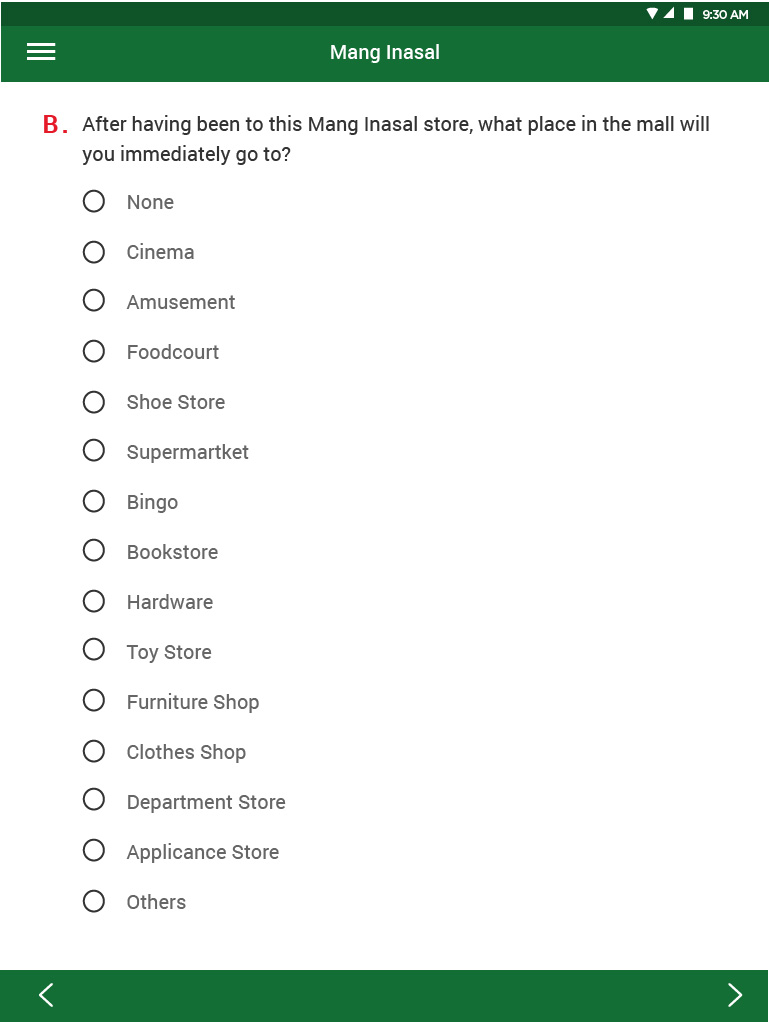 9:30 AM
Mang Inasal
B. After having been to this Mang Inasal store, what place in the mall will
you immediately go to?
None
Cinema
Amusement
Foodcourt
Shoe Store
Supermartket
Bingo
Bookstore
Hardware
Toy Store
Furniture Shop
Clothes Shop
Department Store
Applicance Store
Others